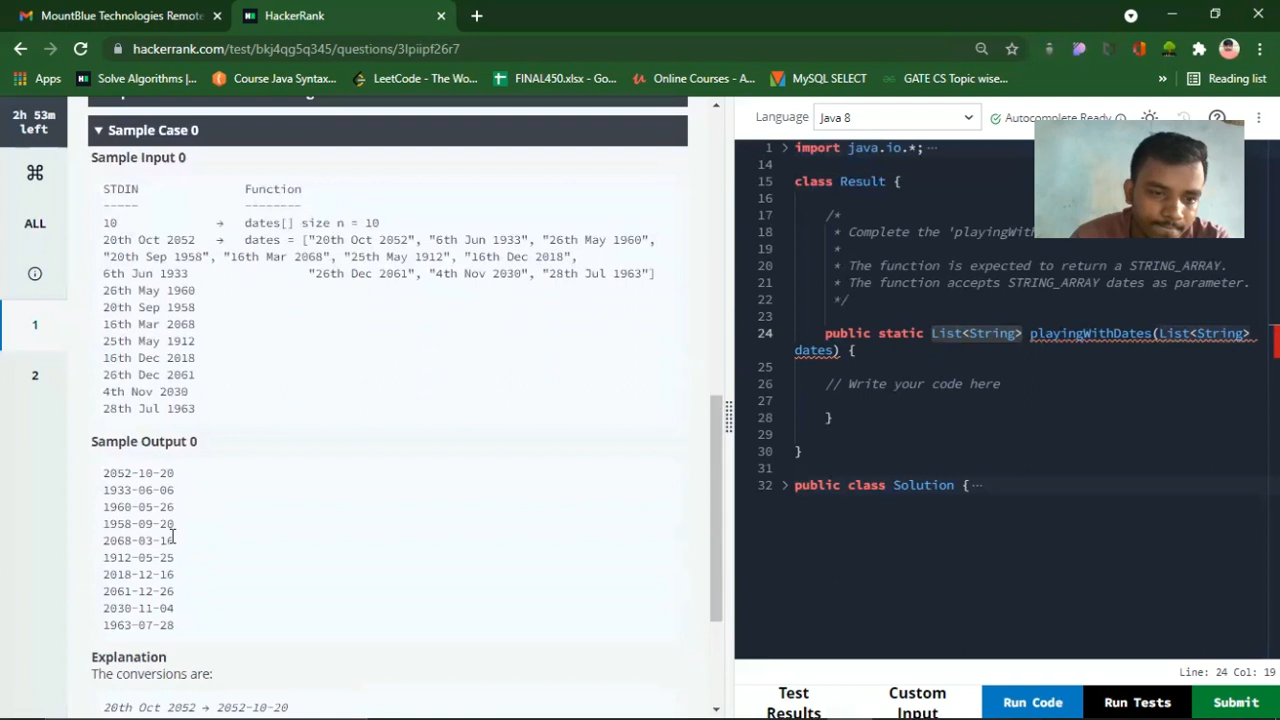 MountBlue Technologies Remote
HackerRank
hackerrank.com/test/bkj4qg5q345/questions/3lpiipf26r7
Apps
Solve Algorithms |...
Course Java Syntax...
LeetCode - The Wo...
FINAL450.xlsx - Go...
Online Courses - A...
MySQL SELECT
GATE CS Topic wise...
»
Reading list
2h 53m
left
ALL
1
2
Sample Case 0
Sample Input 0
STDIN Function
----- --------
10 → dates[] size n = 10
20th Oct 2052 → dates = ["20th Oct 2052", "6th Jun 1933", "26th May 1960",
"20th Sep 1958", "16th Mar 2068", "25th May 1912", "16th Dec 2018",
6th Jun 1933 "26th Dec 2061", "4th Nov 2030", "28th Jul 1963"]
26th May 1960
20th Sep 1958
16th Mar 2068
25th May 1912
16th Dec 2018
26th Dec 2061
4th Nov 2030
28th Jul 1963
Sample Output 0
2052-10-20
1933-06-06
1960-05-26
1958-09-20
2068-03-16
1912-05-25
2018-12-16
2061-12-26
2030-11-04
1963-07-28
Explanation
The conversions are:
20th Oct 2052 → 2052-10-20
Language Java 8 Autocomplete Ready
1 import java.io.*; ...
14
15 class Result {
16
17 /*
18 * Complete the 'playingWith
19 *
20 * The function is expected to return a STRING_ARRAY.
21 * The function accepts STRING_ARRAY dates as parameter.
22 */
23
24 public static List<String> playingWithDates(List<String>
dates) {
25
26 // Write your code here
27
28 }
29
30 }
31
32 public class Solution { ...
Line: 24 Col: 19
Test
Results
Custom
Input
Run Code
Run Tests
Submit